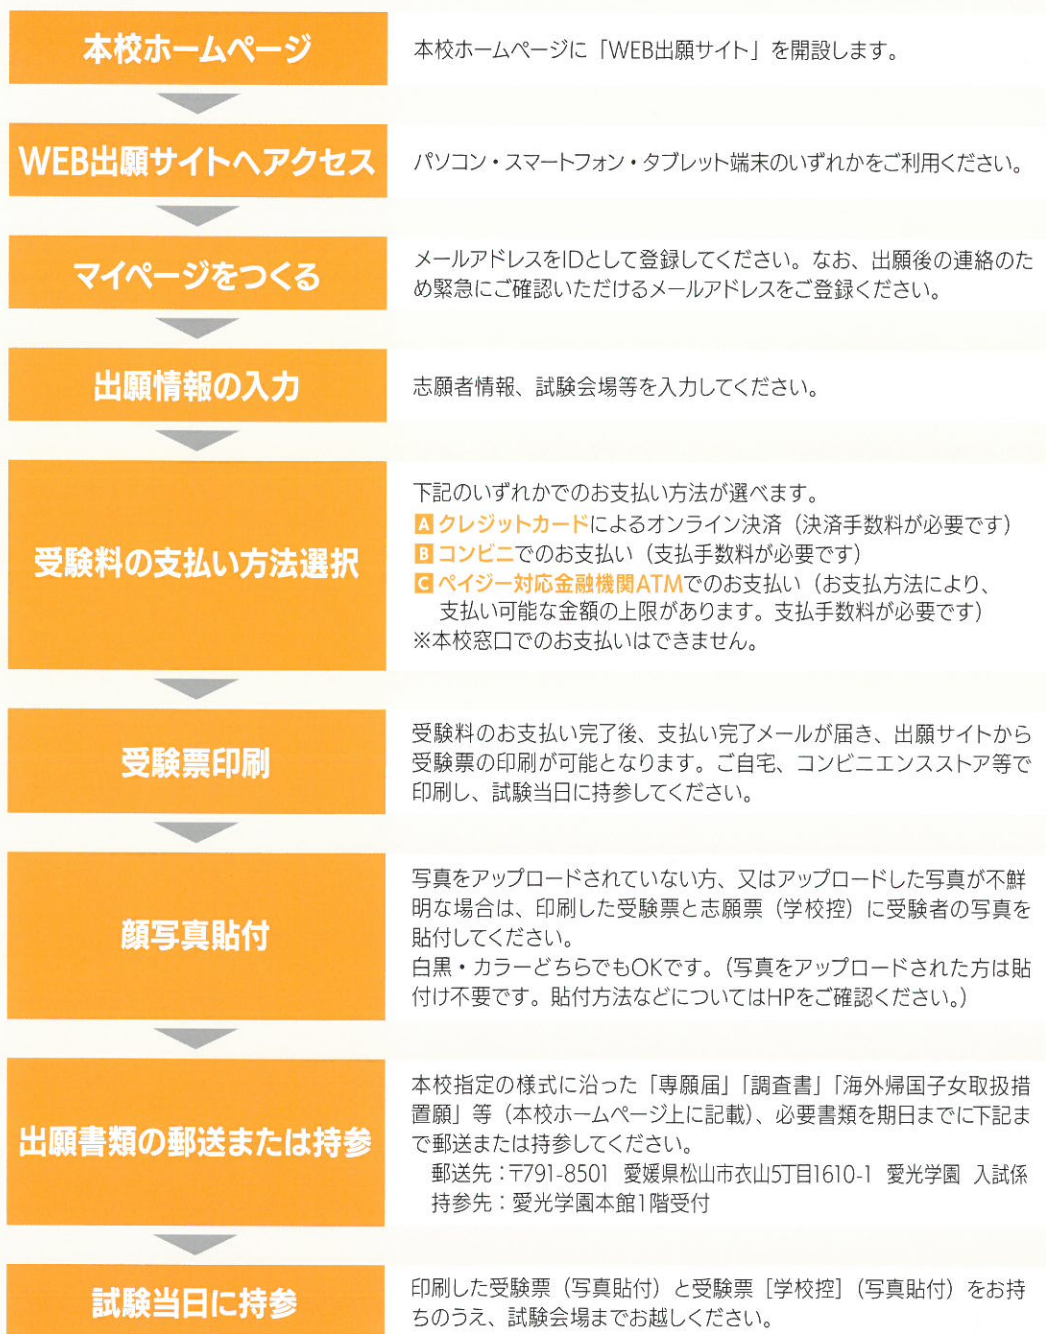 本校ホームページ
本校ホームページに「WEB出願サイト」を開設します。
WEB出願サイトへアクセス
パソコン・スマートフォン・タブレット端末のいずれかをご利用ください。
マイページをつくる
メールアドレスをIDとして登録してください。なお、出願後の連絡のた
め緊急にご確認いただけるメールアドレスをご登録ください。
出願情報の入力
志願者情報、試験会場等を入力してください。
受験料の支払い方法選択
下記のいずれかでのお支払い方法が選べます。
A クレジットカードによるオンライン決済（決済手数料が必要です）
B コンビニでのお支払い（支払手数料が必要です）
C ペイジー対応金融機関ATMでのお支払い（お支払方法により、
支払い可能な金額の上限があります。支払手数料が必要です）
※本校窓口でのお支払いはできません。
受験票印刷
受験料のお支払い完了後、支払い完了メールが届き、出願サイトから
受験票の印刷が可能となります。ご自宅、コンビニエンスストア等で
印刷し、試験当日に持参してください。
顔写真貼付
写真をアップロードされていない方、又はアップロードした写真が不鮮
明な場合は、印刷した受験票と志願票（学校控）に受験者の写真を
貼付してください。
白黒・カラーどちらでもOKです。（写真をアップロードされた方は貼
付け不要です。貼付方法などについてはHPをご確認ください。）
出願書類の郵送または持参
本校指定の様式に沿った「専願届」「調査書」「海外帰国子女取扱措
置願」等（本校ホームページ上に記載）、必要書類を期日までに下記ま
で郵送または持参してください。
郵送先：〒791-8501 愛媛県松山市衣山5丁目1610-1 愛光学園 入試係
持参先：愛光学園本館1階受付
試験当日に持参
印刷した受験票（写真貼付）と受験票［学校控］（写真貼付）をお持
ちのうえ、試験会場までお越しください。